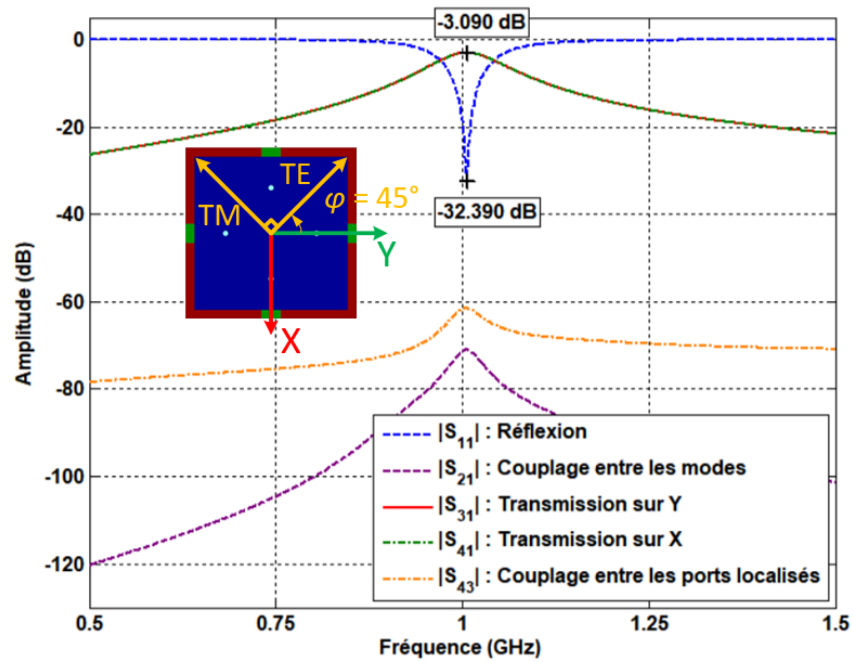 -3.090 dB
0
-20
-40
-60
-80
-100
-120
Amplitude (dB)
TE
TM
φ = 45°
Y
X
-32.390 dB
|S11| : Réflexion
|S21| : Couplage entre les modes
|S31| : Transmission sur Y
|S41| : Transmission sur X
|S43| : Couplage entre les ports localisés
0.5
0.75
1
1.25
1.5
Fréquence (GHz)